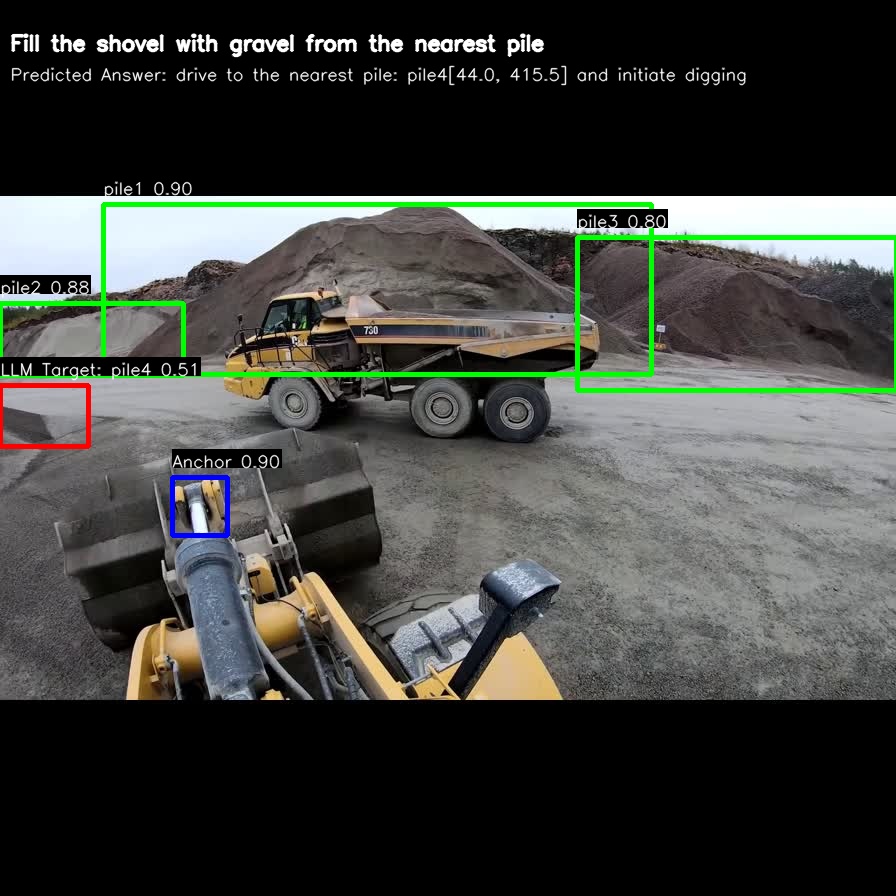 Fill the shovel with gravel from the nearest pile
Predicted Answer: drive to the nearest pile: pile4[44.0, 415.5] and initiate digging
pile1 0.90
pile3 0.80
pile2 0.88
730
LLM Target: pile4 0.51
Anchor 0.90